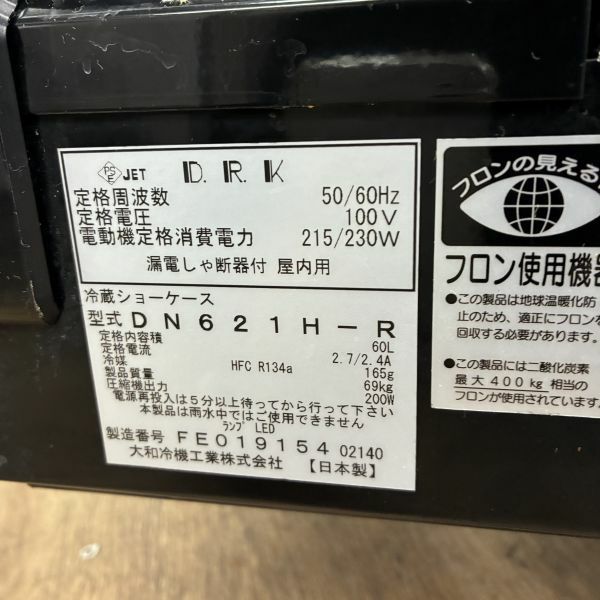 PS E JET D.R.K
定格周波数 50/60Hz
定格電圧 100V
電動機定格消費電力 215/230W
漏電しゃ断器付 屋内用
冷蔵ショーケース
型式 DN621H-R
定格内容積 60L
定格電流 2.7/2.4A
冷媒 HFC R134a 165g
製品質量 69kg
圧縮機出力 200W
電源再投入は5分以上待ってから行って下さい
本製品は雨水中ではご使用できません
ランプ LED
製造番号 FE019154 02140
大和冷機工業株式会社 【日本製】
フロンの見える
フロン使用機器
●この製品は地球温暖化防
止のため、適正にフロンを
回収する必要があります。
●この製品には二酸化炭素
最大400kg相当の
フロンが使用されています